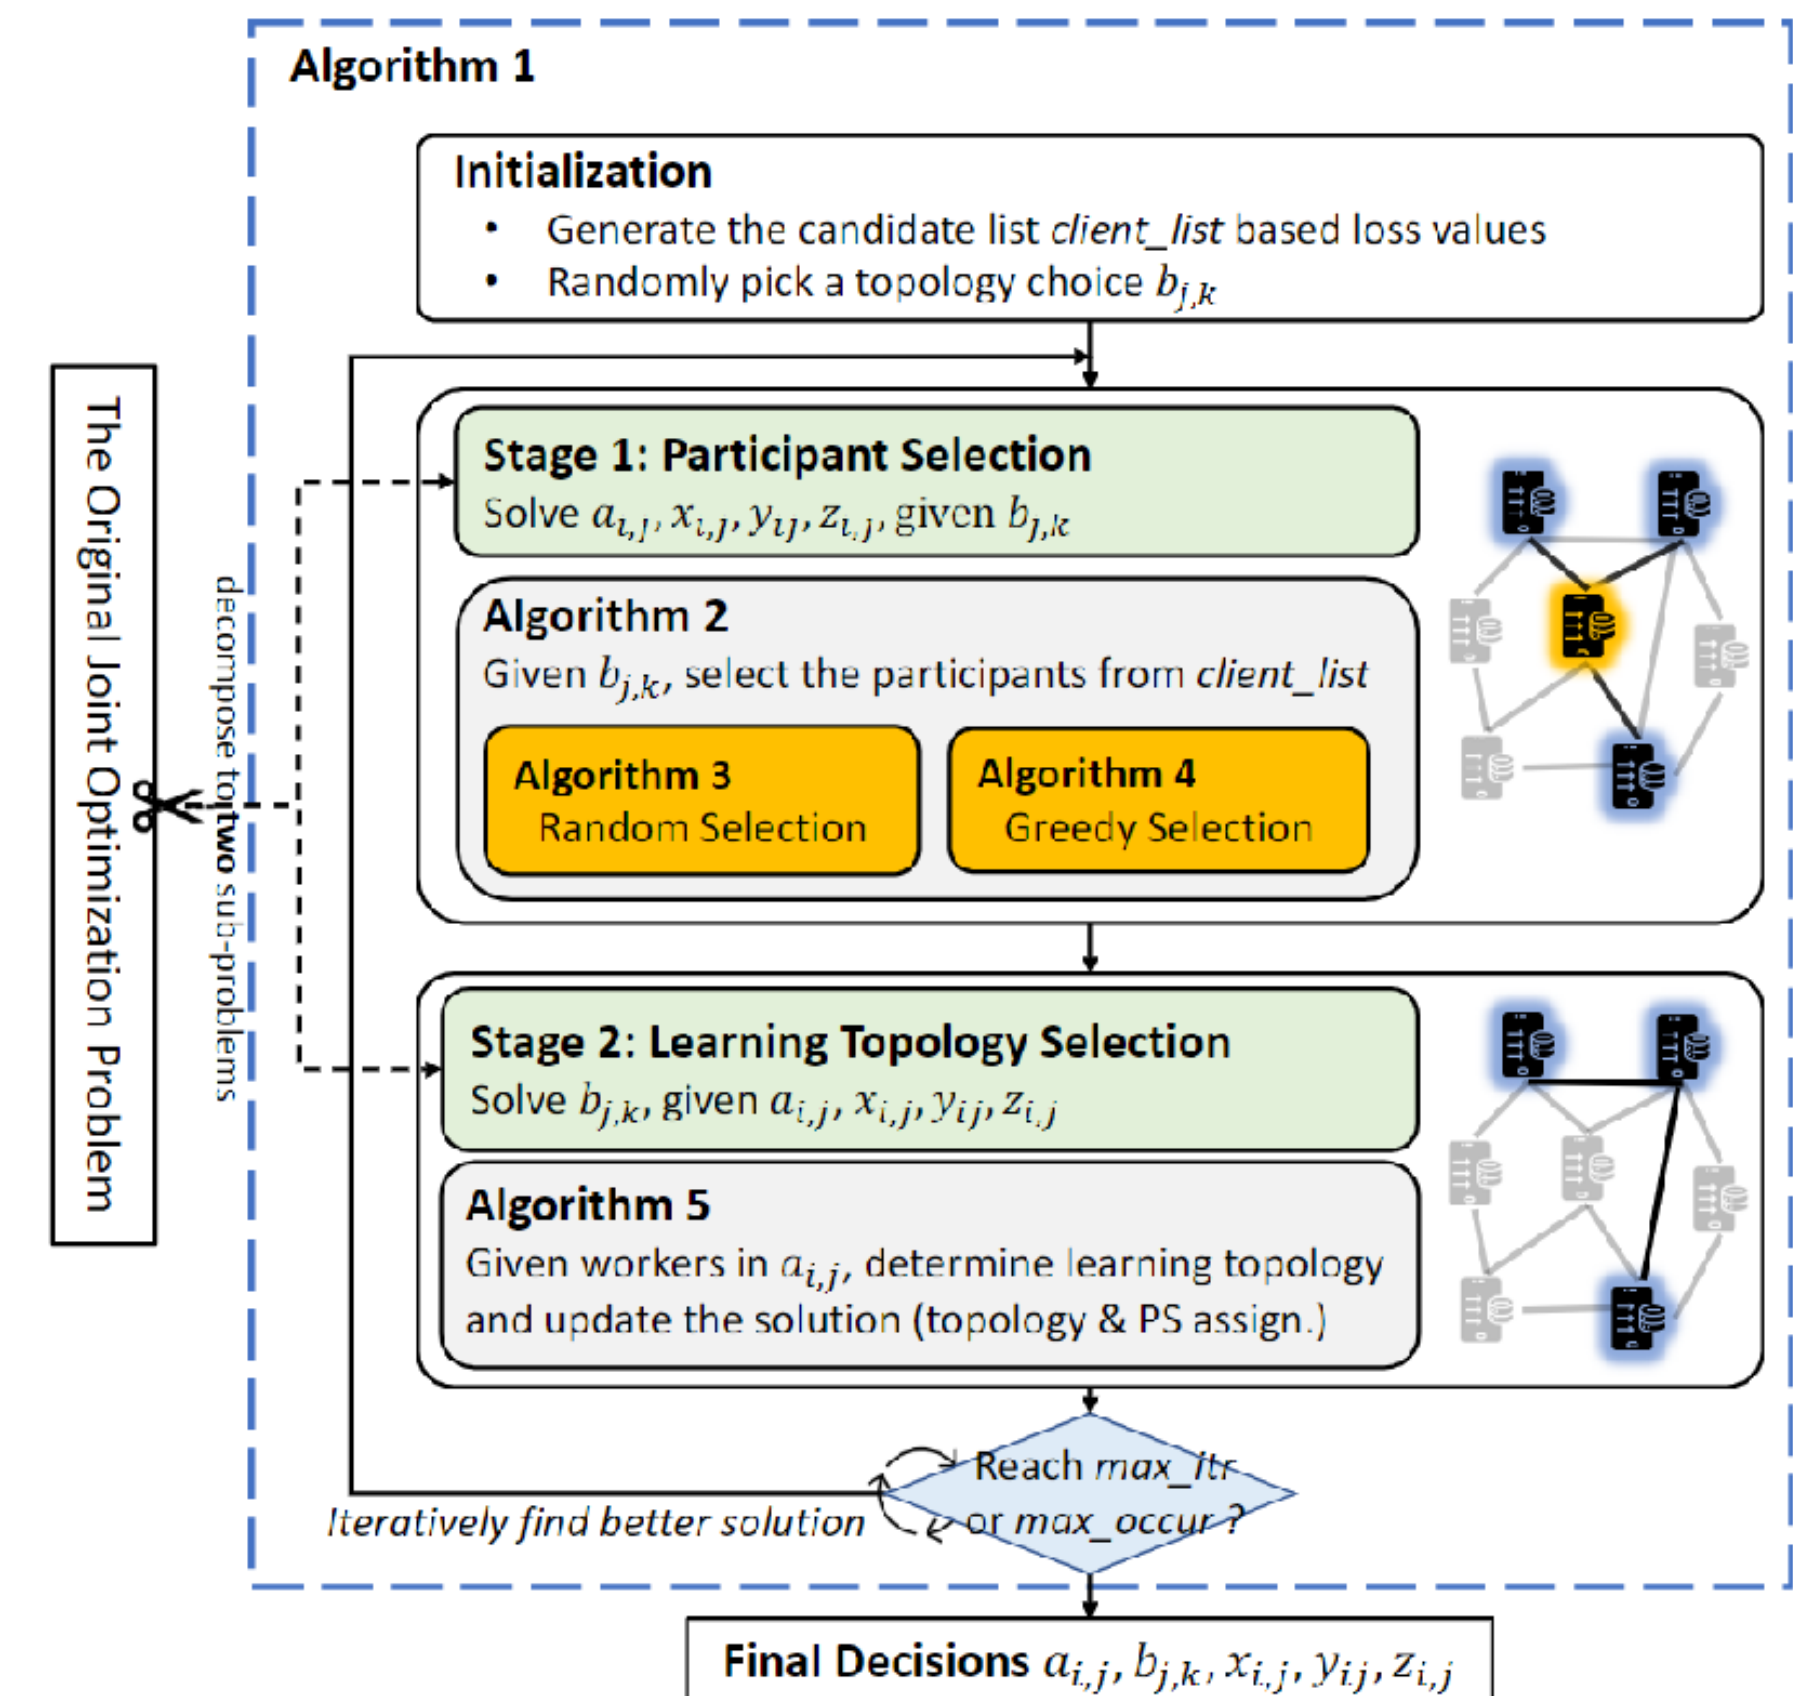 Algorithm 1
Initialization
• Generate the candidate list client_list based loss values
• Randomly pick a topology choice b_{j,k}
The Original Joint Optimization Problem
decompose to two sub-problems
Stage 1: Participant Selection
Solve a_{i,j}, x_{i,j}, y_{i,j}, z_{i,j}, given b_{j,k}
Algorithm 2
Given b_{j,k}, select the participants from client_list
Algorithm 3
Random Selection
Algorithm 4
Greedy Selection
Stage 2: Learning Topology Selection
Solve b_{j,k}, given a_{i,j}, x_{i,j}, y_{i,j}, z_{i,j}
Algorithm 5
Given workers in a_{i,j}, determine learning topology
and update the solution (topology & PS assign.)
Reach max_itr
or max_occur ?
Iteratively find better solution
Final Decisions a_{i,j}, b_{j,k}, x_{i,j}, y_{i,j}, z_{i,j}